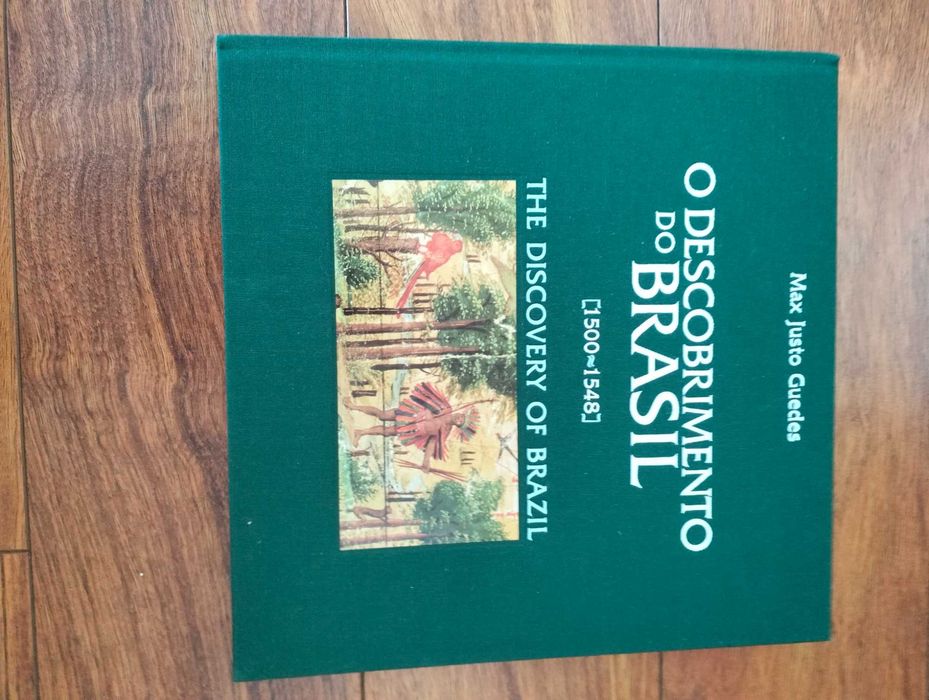 Max Justo Guedes
O DESCOBRIMENTO
DO BRASIL
[1500~1548]
THE DISCOVERY OF BRAZIL